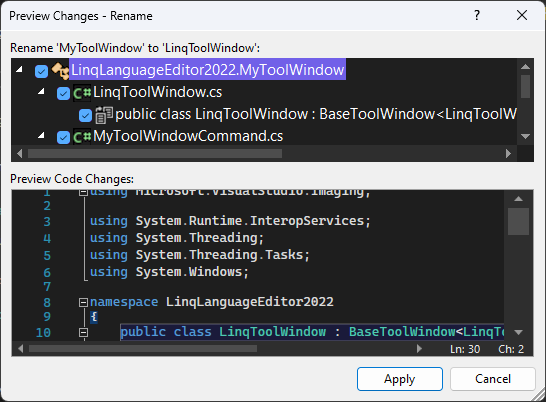 Preview Changes - Rename
Rename 'MyToolWindow' to 'LinqToolWindow':
LinqLanguageEditor2022.MyToolWindow
C# LinqToolWindow.cs
public class LinqToolWindow : BaseToolWindow<LinqToolW
C# MyToolWindowCommand.cs
Preview Code Changes:
1 using Microsoft.VisualStudio.Imaging;
2
3 using System.Runtime.InteropServices;
4 using System.Threading;
5 using System.Threading.Tasks;
6 using System.Windows;
7
8 namespace LinqLanguageEditor2022
9 {
10 public class LinqToolWindow : BaseToolWindow<LinqTo
Ln: 30 Ch: 2
Apply Cancel